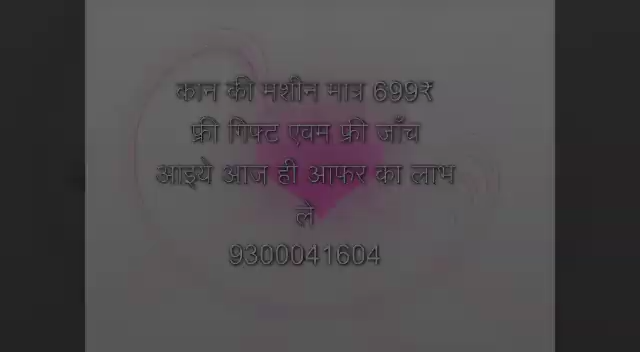 कान की मशीन मात्र 699₹
फ्री गिफ्ट एवम फ्री जाँच
आइये आज ही आफर का लाभ
ले
9300041604